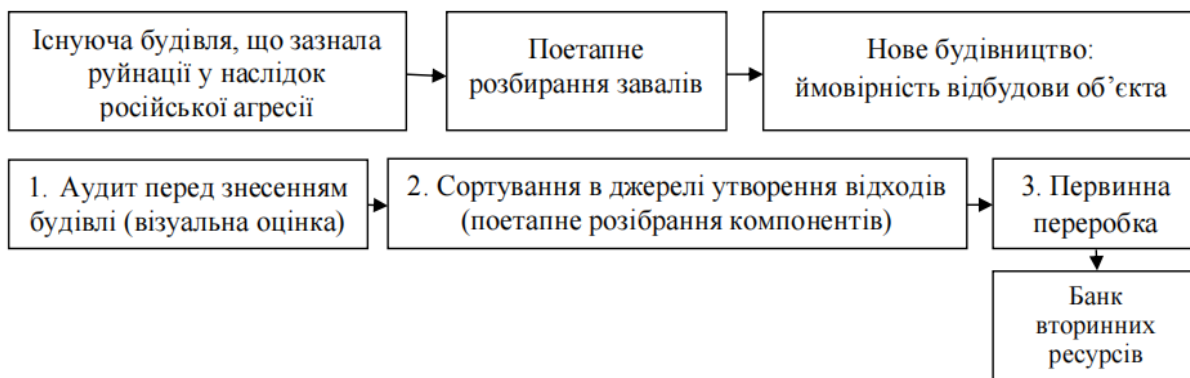 Існуюча будівля, що зазнала
руйнації у наслідок
російської агресії
Поетапне
розбирання завалів
Нове будівництво:
ймовірність відбудови об’єкта
1. Аудит перед знесенням
будівлі (візуальна оцінка)
2. Сортування в джерелі утворення відходів
(поетапне розібрання компонентів)
3. Первинна
переробка
Банк
вторинних
ресурсів